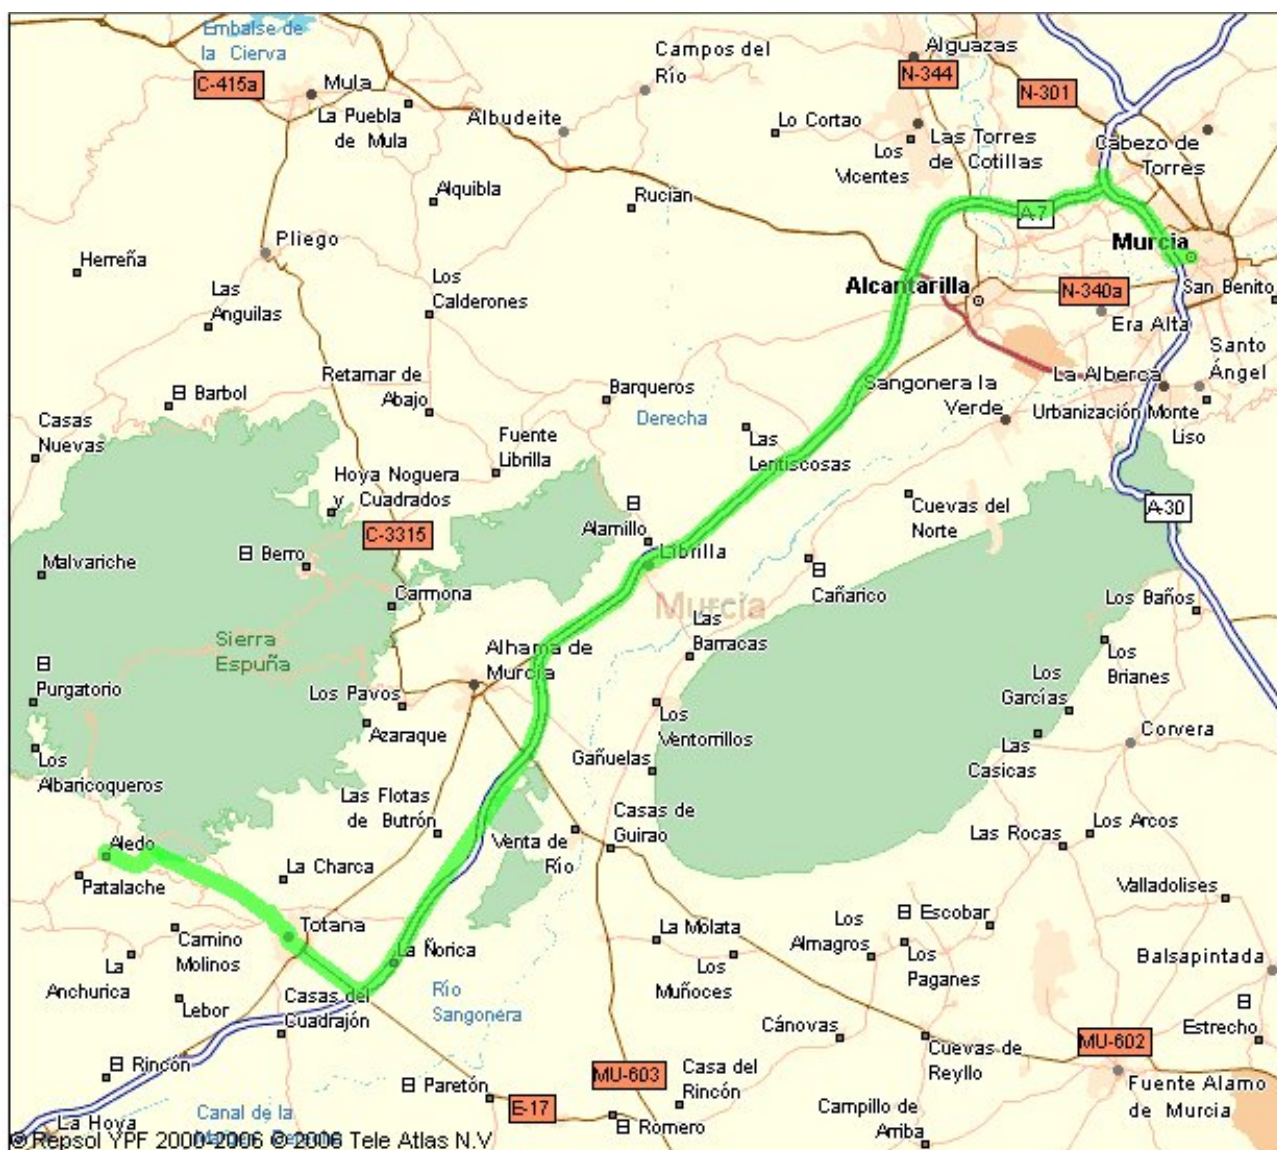 Embalse de
la Cierva
Campos del
Río
Alguazas
C-415a
Mula
N-344
N-301
La Puebla
de Mula
Albudeite
Lo Cortao
Las Torres
de Cotillas
Los
Vicentes
Cabezo de
Torres
Alquibla
Rucian
A-7
Pliego
Murcia
Herreña
Las
Anguilas
Los
Calderones
Alcantarilla
N-340a
San Benito
Era Alta
Santo
Ángel
Retamar de
Abajo
Barbol
Barqueros
Sangonera la
Verde
La Alberca
Urbanización Monte
Liso
Derecha
Casas
Nuevas
Fuente
Librilla
Las
Lentiscosas
Hoya Noguera
y Cuadrados
Cuevas del
Norte
A-30
C-3315
Alamillo
Berro
Librilla
Malvariche
Cañarico
Carmona
Murcia
Los Baños
Sierra
Espuña
Las
Barracas
Alhama de
Murcia
Los
Brianes
Purgatorio
Los Pavos
Los
Garcías
Azaraque
Los
Ventorrillos
Corvera
Los
Albaricoqueros
Gañuelas
Las
Casicas
Las Flotas
de Butrón
Casas de
Guirao
Venta de
Río
Las Rocas
Los Arcos
Aledo
Patalache
La Charca
Valladolises
Totana
Camino
Molinos
La Molata
Los
Almagros
Escobar
La
Anchurica
La Ñorica
Los
Muñoces
Los
Paganes
Balsapintada
Lebor
Casas del
Cuadrajón
Río
Sangonera
Cánovas
Estrecho
Rincón
Paretón
MU-603
Casa del
Rincón
Cuevas de
Reyllo
MU-602
Fuente Alamo
de Murcia
La Hoya
Canal de la
Margen Derecha
E-17
Romero
Campillo de
Arriba
© Repsol YPF 2000-2006 © 2006 Tele Atlas N.V